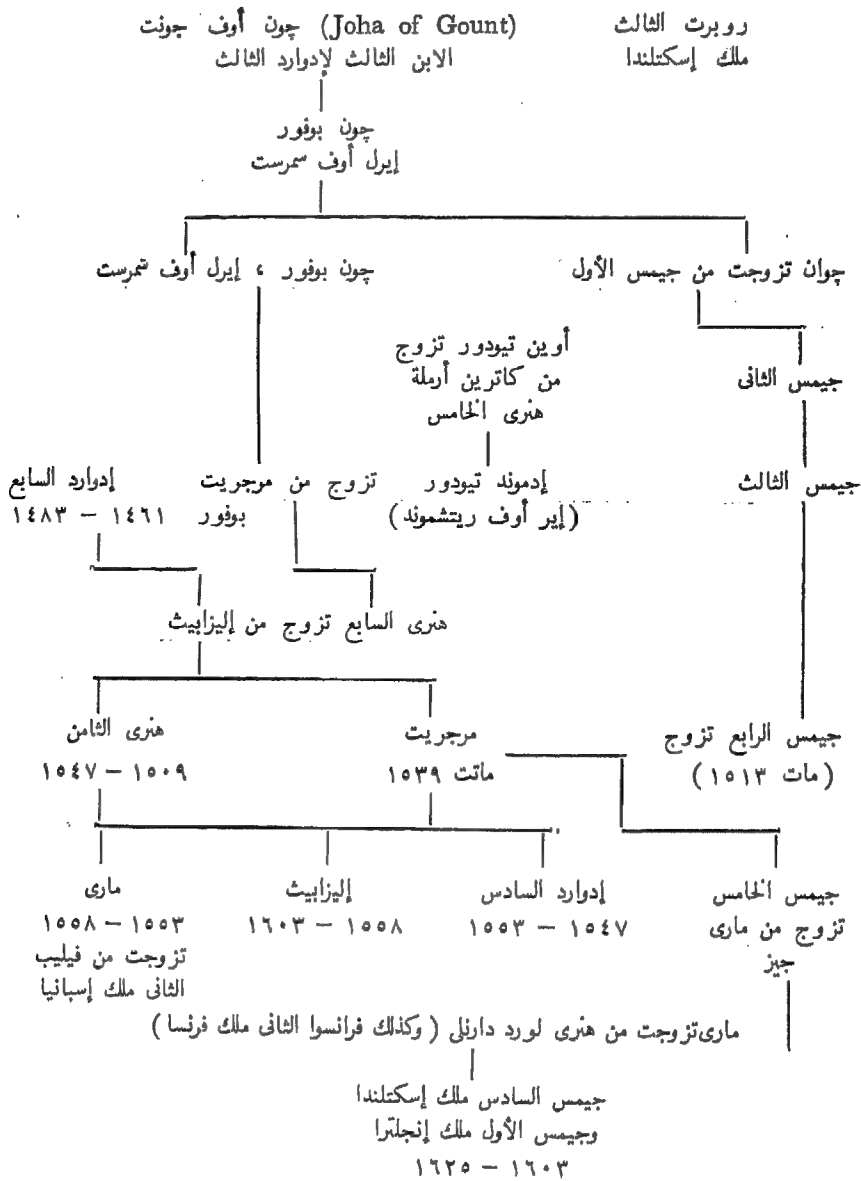 روبرت الثالث
ملك إسكتلندا
(Joha of Gount) چون أوف جونت
الابن الثالث لإدوارد الثالث
چون بوفور
إيرل أوف سمرست
چوان تزوجت من جيمس الأول
چون بوفور ، إيرل أوف سمرست
جيمس الثانى
أوين تيودور تزوج
من كاترين أرملة
هنرى الخامس
جيمس الثالث
إدموند تيودور
(إير أوف ريتشموند)
تزوج من مرجريت
بوفور
إدوارد السابع
١٤٦١ – ١٤٨٣
هنرى السابع تزوج من إليزابيث
جيمس الرابع تزوج
(مات ١٥١٣)
مرجريت
ماتت ١٥٣٩
هنرى الثامن
١٥٠٩ – ١٥٤٧
جيمس الخامس
تزوج من مارى
جيز
إدوارد السادس
١٥٤٧ – ١٥٥٣
إليزابيث
١٥٥٨ – ١٦٠٣
مارى
١٥٥٣ – ١٥٥٨
تزوجت من فيليب
الثانى ملك إسبانيا
مارى تزوجت من هنرى لورد دارنلى (وكذلك فرانسوا الثانى ملك فرنسا)
جيمس السادس ملك إسكتلندا
وجيمس الأول ملك إنجلترا
١٦٠٣ – ١٦٢٥